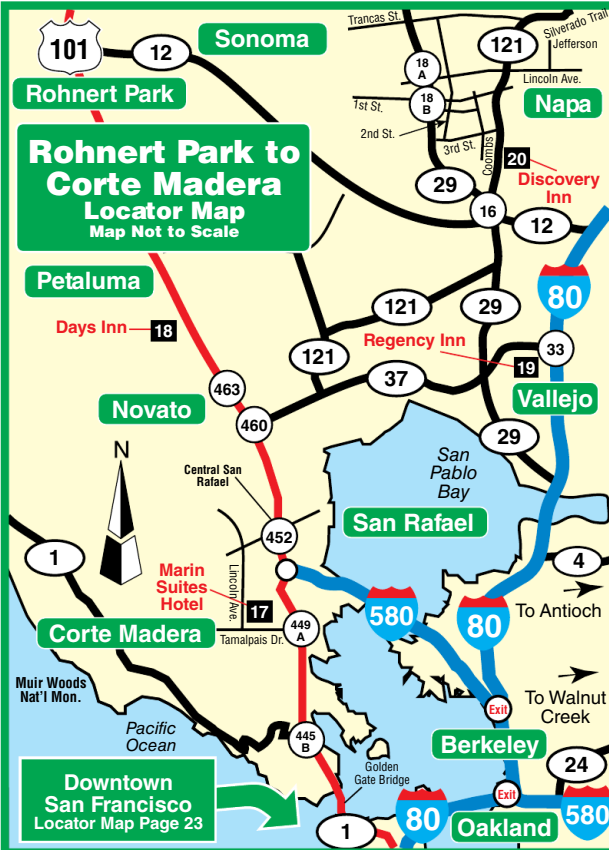 Trancas St.
Silverado Trail
Jefferson
101
12
Sonoma
121
18
A
Lincoln Ave.
Rohnert Park
18
B
1st St.
Napa
2nd St.
3rd St.
Coombs
Rohnert Park to
Corte Madera
Locator Map
Map Not to Scale
20
Discovery
Inn
29
16
12
Petaluma
80
121
29
Days Inn
18
Regency Inn
33
121
19
37
463
Vallejo
Novato
460
29
N
San
Pablo
Bay
Central San
Rafael
San Rafael
452
1
4
Marin
Suites
Hotel
Lincoln Ave.
17
580
80
To Antioch
449
A
Corte Madera
Tamalpais Dr.
Muir Woods
Nat'l Mon.
To Walnut
Creek
Exit
Pacific
Ocean
445
B
Berkeley
Golden
Gate Bridge
24
Downtown
San Francisco
Locator Map Page 23
Exit
80
580
1
Oakland